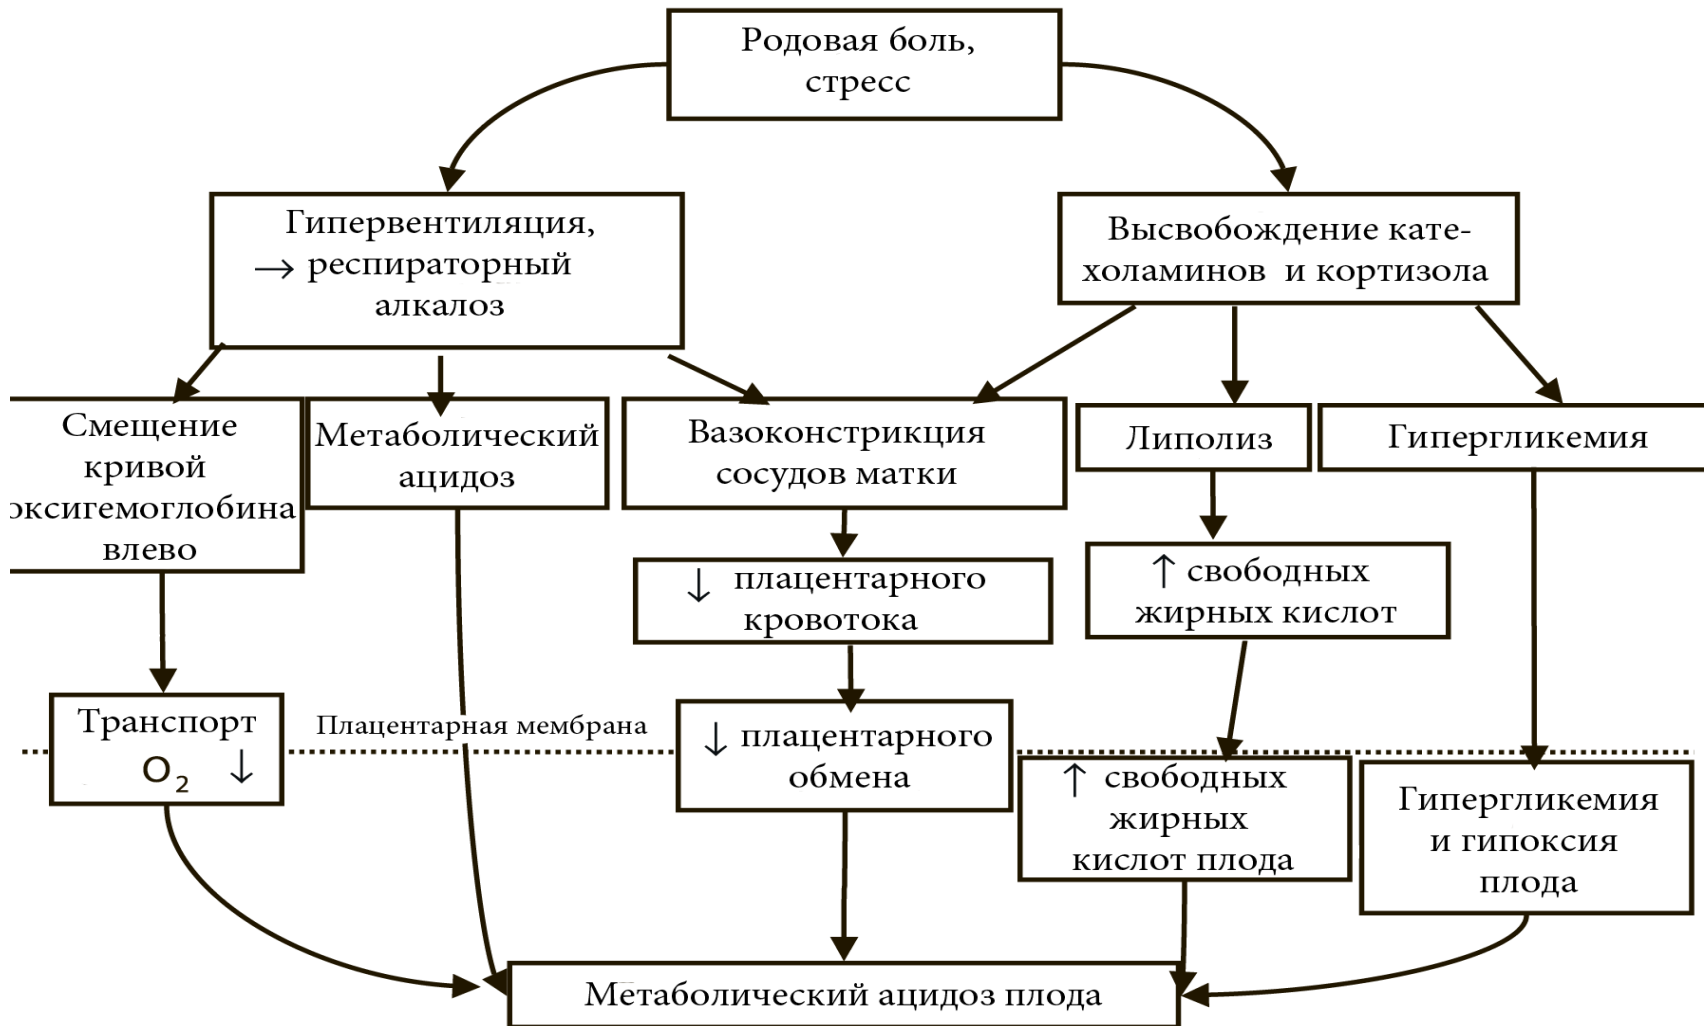 Родовая боль,
стресс
Гипервентиляция,
→ респираторный
алкалоз
Высвобождение кате-
холаминов и кортизола
Смещение
кривой
оксигемоглобина
влево
Метаболический
ацидоз
Вазоконстрикция
сосудов матки
Липолиз
Гипергликемия
↓ плацентарного
кровотока
↑ свободных
жирных кислот
Транспорт
O₂ ↓
Плацентарная мембрана
↓ плацентарного
обмена
↑ свободных
жирных
кислот плода
Гипергликемия
и гипоксия
плода
Метаболический ацидоз плода